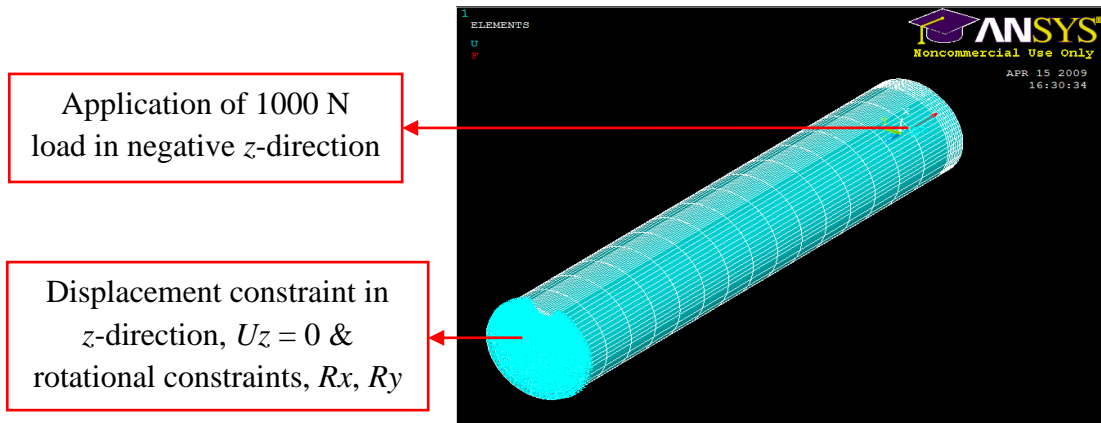 1
ELEMENTS
U
F
ANSYS
Noncommercial Use Only
APR 15 2009
16:30:34
Application of 1000 N
load in negative z-direction
Displacement constraint in
z-direction, Uz = 0 &
rotational constraints, Rx, Ry